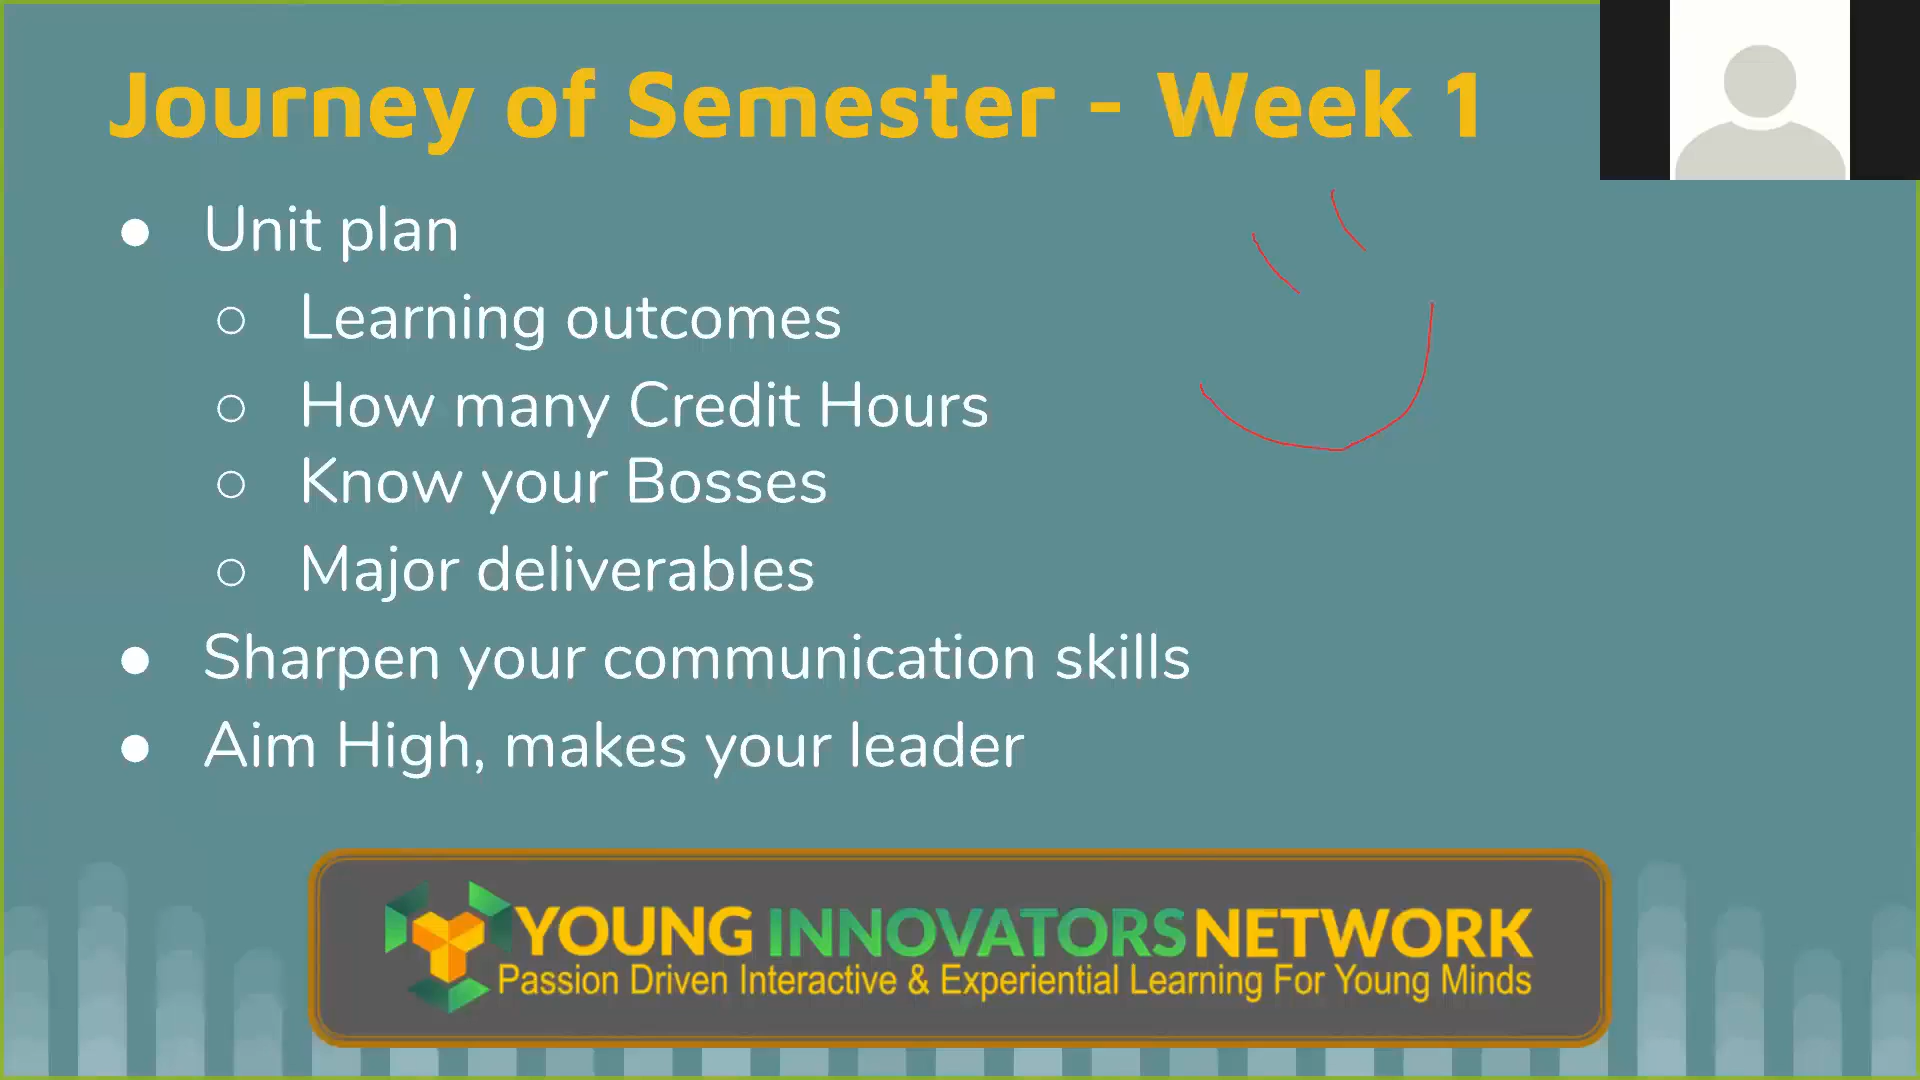 Journey of Semester - Week 1
● Unit plan
○ Learning outcomes
○ How many Credit Hours
○ Know your Bosses
○ Major deliverables
● Sharpen your communication skills
● Aim High, makes your leader
YOUNG INNOVATORS NETWORK
Passion Driven Interactive & Experiential Learning For Young Minds